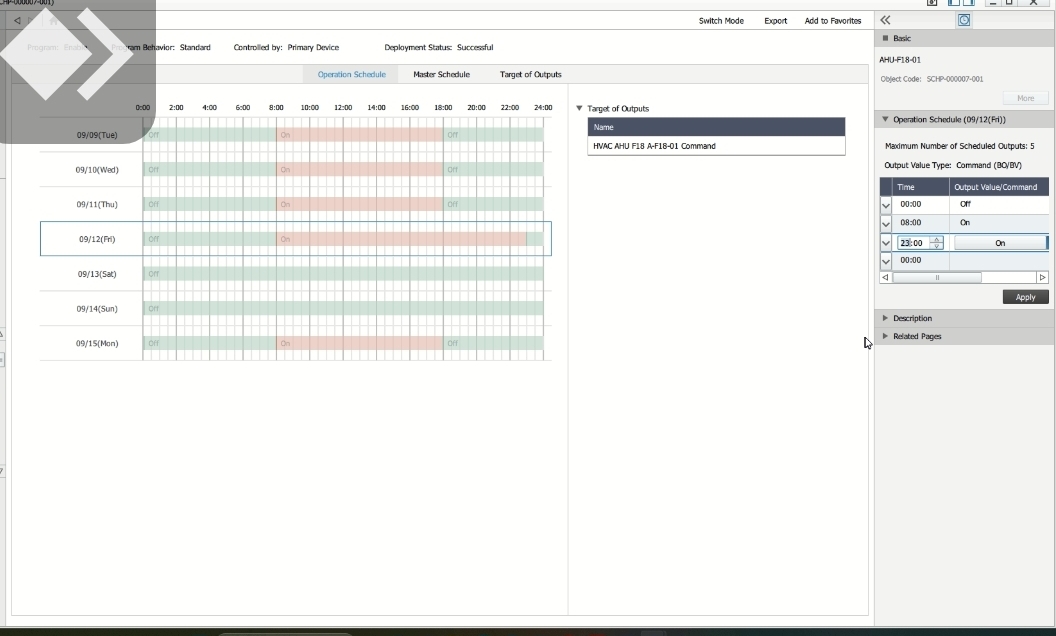 CHP-000007-001)
Switch Mode Export Add to Favorites
Program: Enable Program Behavior: Standard Controlled by: Primary Device Deployment Status: Successful
Operation Schedule Master Schedule Target of Outputs
0:00 2:00 4:00 6:00 8:00 10:00 12:00 14:00 16:00 18:00 20:00 22:00 24:00
09/09(Tue) Off On Off
09/10(Wed) Off On Off
09/11(Thu) Off On Off
09/12(Fri) Off On
09/13(Sat) Off
09/14(Sun) Off
09/15(Mon) Off On Off
Target of Outputs
Name
HVAC AHU F18 A-F18-01 Command
Basic
AHU-F18-01
Object Code: SCHP-000007-001
More
Operation Schedule (09/12(Fri))
Maximum Number of Scheduled Outputs: 5
Output Value Type: Command (BO/BV)
Time Output Value/Command
00:00 Off
08:00 On
23:00 On
00:00
Apply
Description
Related Pages